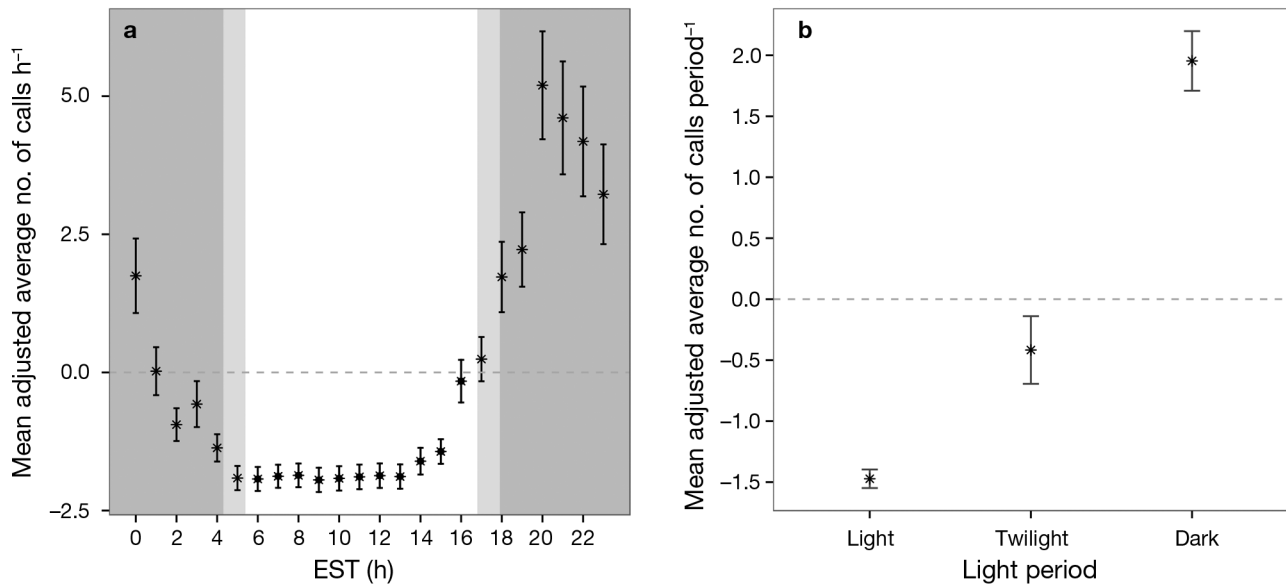 a
Mean adjusted average no. of calls h⁻¹
5.0
2.5
0.0
−2.5
0 2 4 6 8 10 12 14 16 18 20 22
EST (h)
b
Mean adjusted average no. of calls period⁻¹
2.0
1.5
1.0
0.5
0.0
−0.5
−1.0
−1.5
Light Twilight Dark
Light period